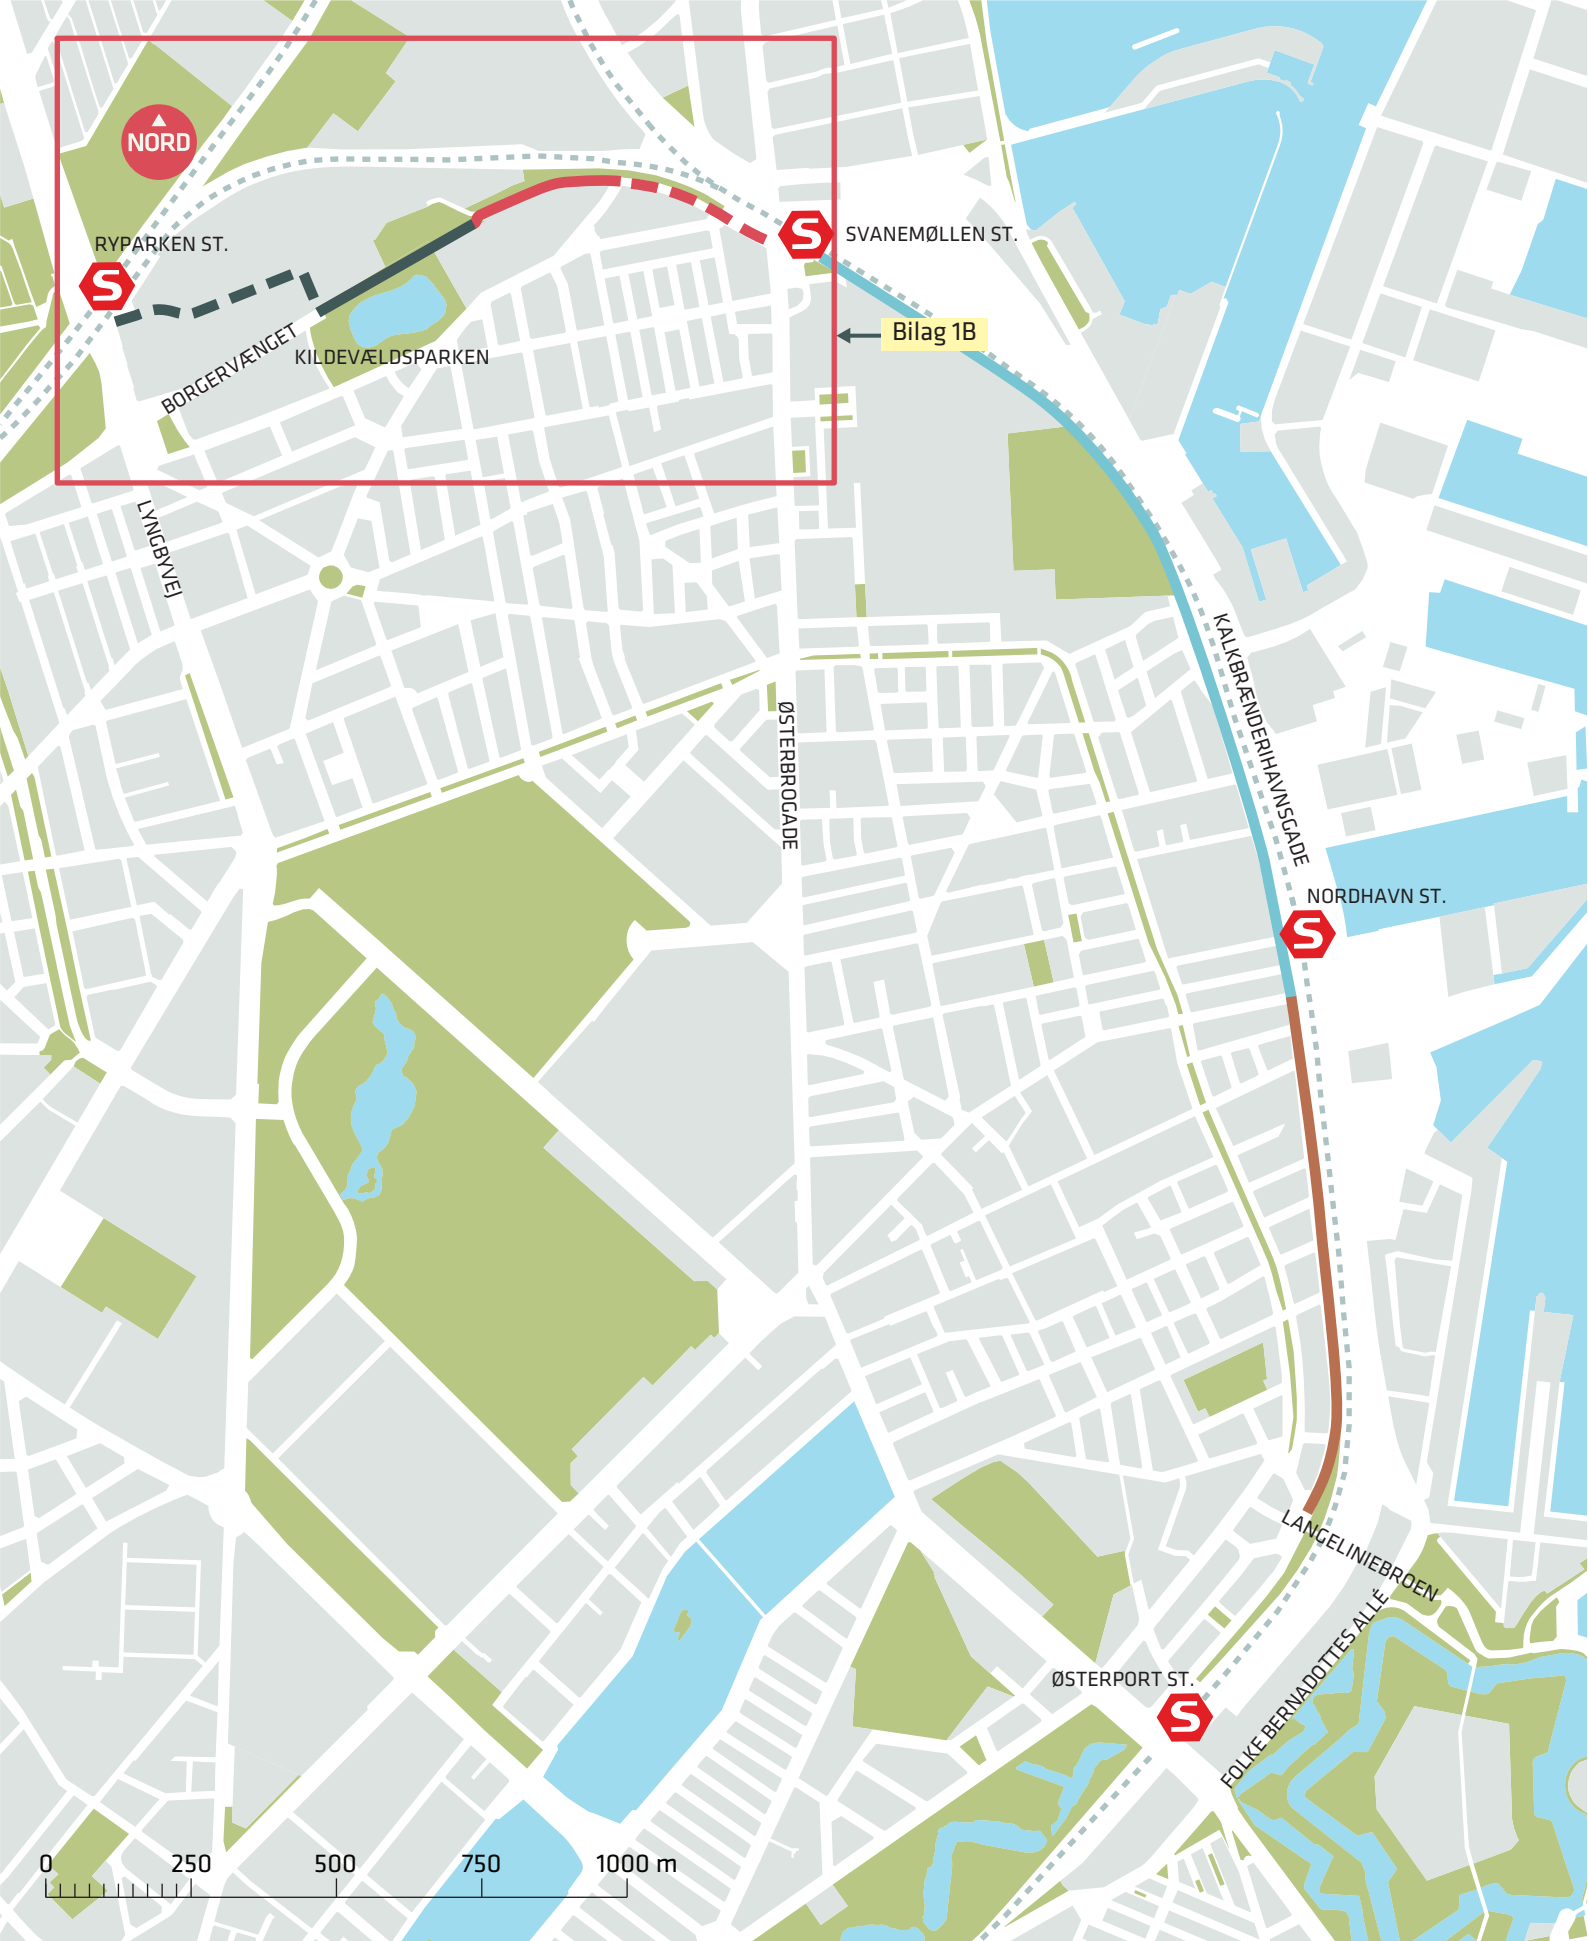 NORD
RYPARKEN ST.
S
S
SVANEMØLLEN ST.
Bilag 1B
BORGERVÆNGET
KILDEVÆLDSPARKEN
LYNGBYVEJ
KALKBRÆNDERIHAVNSGADE
ØSTERBROGADE
NORDHAVN ST.
S
LANGELINIEBROEN
FOLKE BERNADOTTES ALLÉ
ØSTERPORT ST.
S
0 250 500 750 1000 m